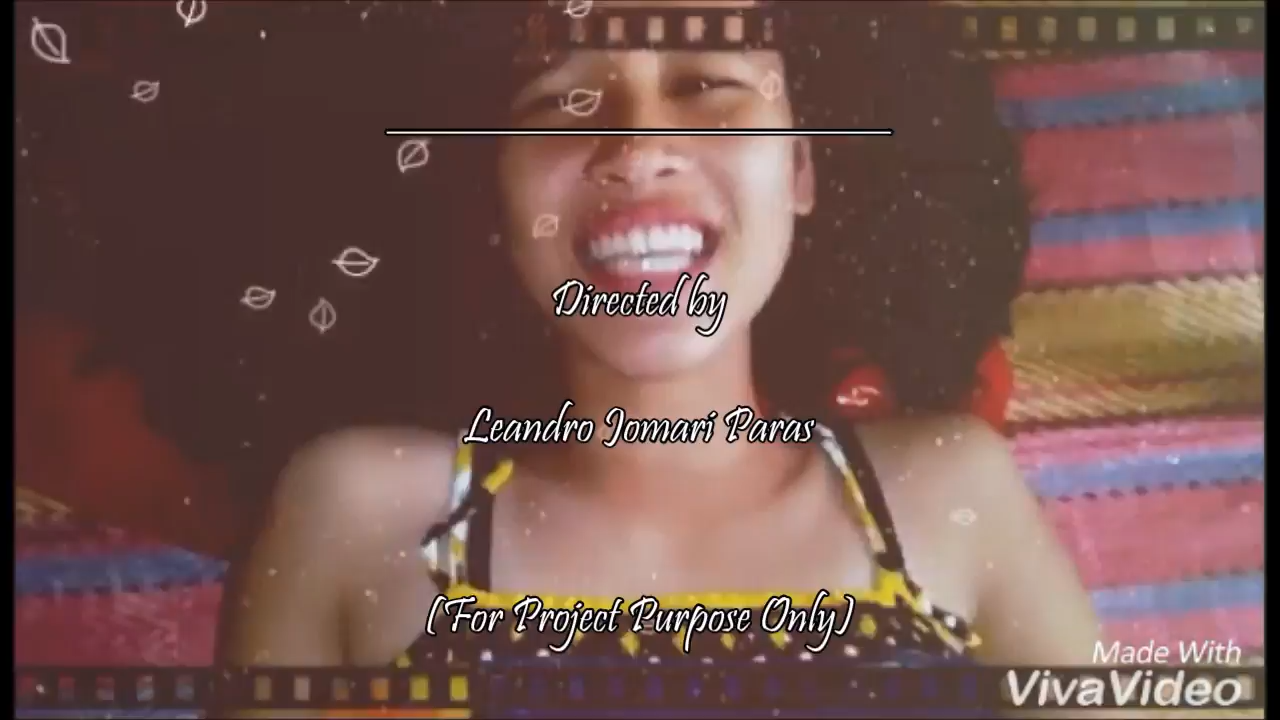 Directed by
Leandro Jomari Paras
(For Project Purpose Only)
Made With
VivaVideo